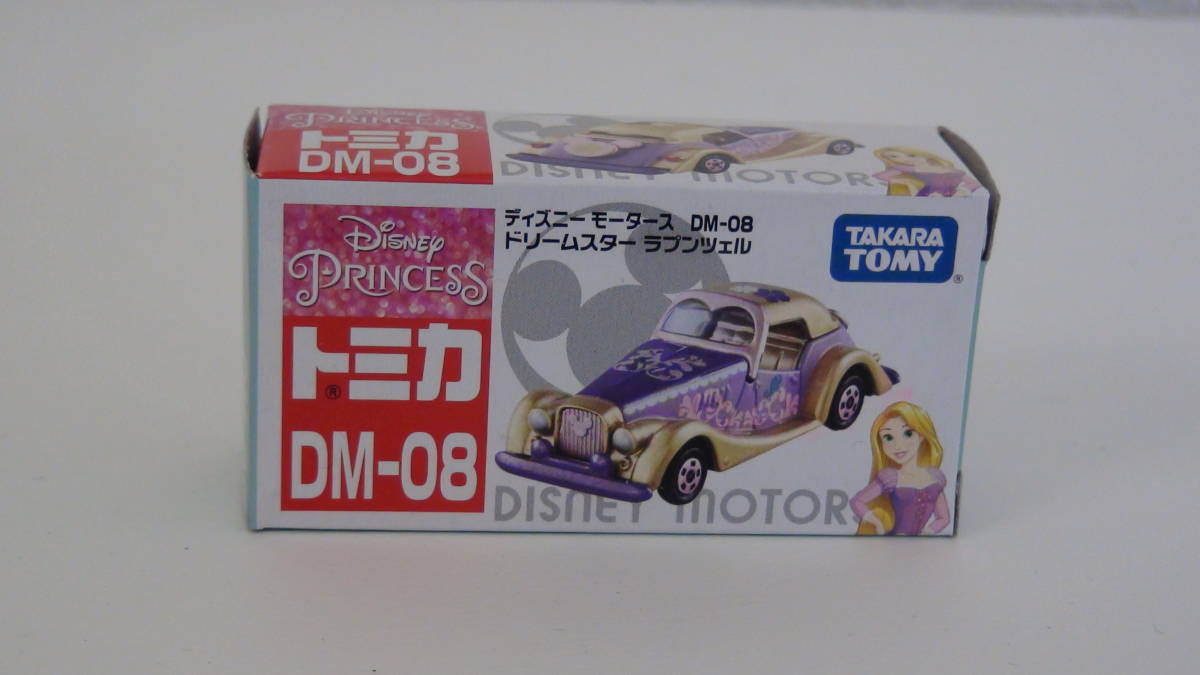 Disney
PRINCESS
トミカ
DM-08
DISNEY MOTORS
Disney
PRINCESS
トミカ®
DM-08
ディズニー モータース DM-08
ドリームスター ラプンツェル
TAKARA
TOMY®
DISNEY MOTORS